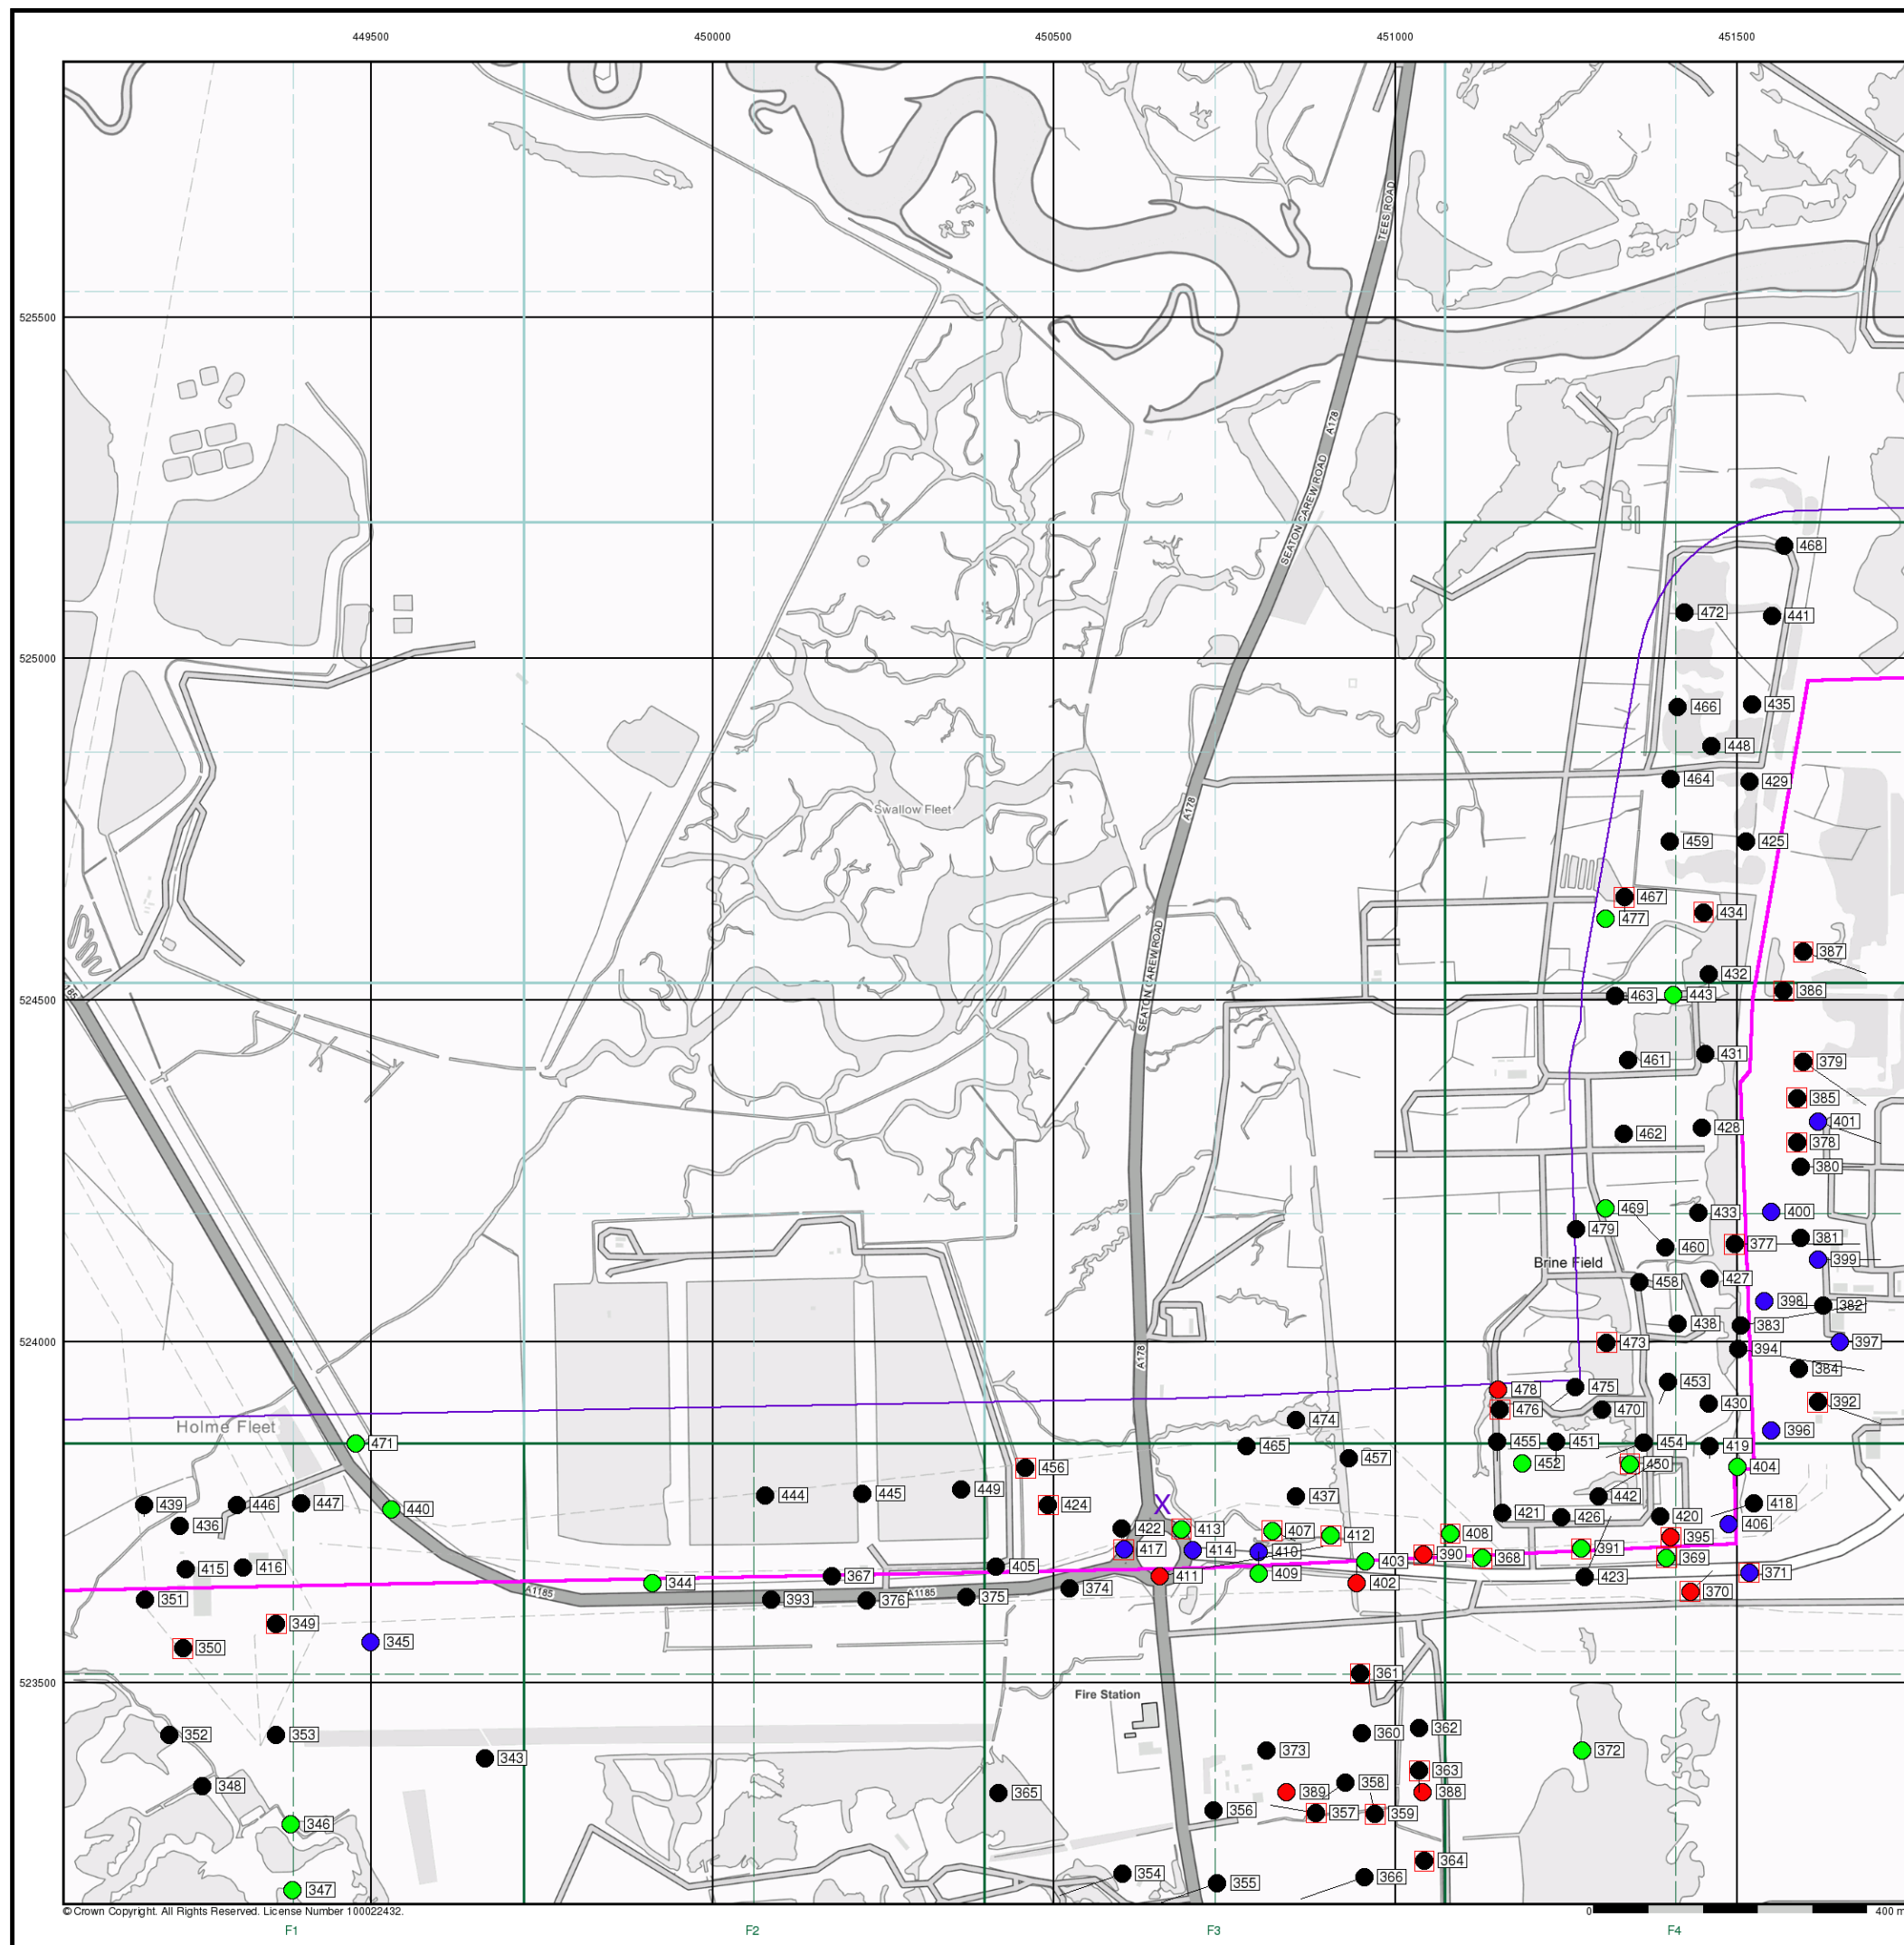 449500 450000 450500 451000 451500
TEES ROAD
525500
A178
SEATON CAREW ROAD
468
472 441
525000
466 435
448
464 429
Swallow Fleet
A178
459 425
467
434
477
387
SEATON CAREW ROAD
432
386
185
524500
463 443
431
461 379
385
401
428
462 378
380
469
433 400
479
381
460 377
399
Brine Field
427
458
398
382
438 383
524000
473 397
394
A178
384
478 475 453
392
476 470 430
474
Holme Fleet
396
471
455 451 454 419
465
457
452 450 404
456
449
444 445 437 442
439 446 447 424 418
X
440 421 426 420
436 406
422 413 407 412 408 395
417 414 410 391
390
368 369
405 403
415 416 409
367 411 423 371
344 402
374
A1185 A1185 370
351 393 376 375
349
350 345
361
523500
Fire Station
352 353 360 362
343 373 372
363
348 358
365 389 388
356 357 359
346
364
354 366
355
347
© Crown Copyright. All Rights Reserved. License Number 100022432.
0 400 m
F1 F2 F3 F4